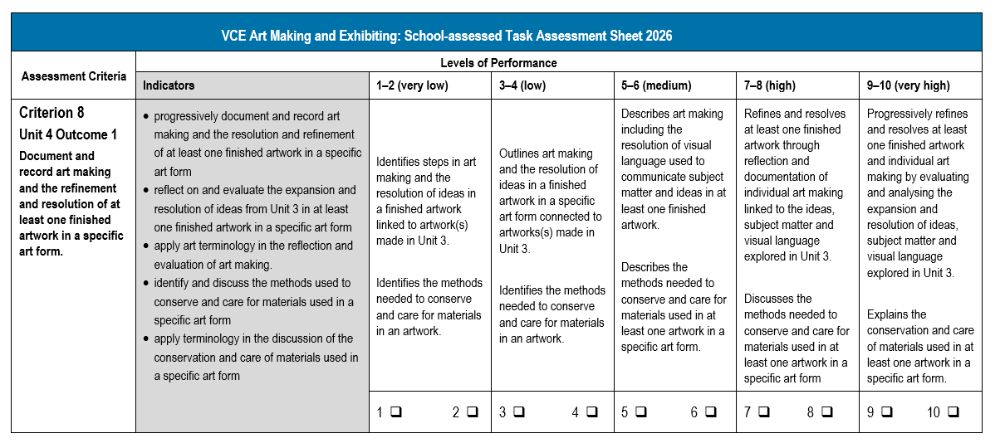 VCE Art Making and Exhibiting: School-assessed Task Assessment Sheet 2026
Assessment Criteria
Levels of Performance
Indicators
1–2 (very low)
3–4 (low)
5–6 (medium)
7–8 (high)
9–10 (very high)
Criterion 8
Unit 4 Outcome 1
Document and
record art making
and the refinement
and resolution of at
least one finished
artwork in a specific
art form.
• progressively document and record art
making and the resolution and refinement
of at least one finished artwork in a specific
art form
• reflect on and evaluate the expansion and
resolution of ideas from Unit 3 in at least
one finished artwork in a specific art form
• apply art terminology in the reflection and
evaluation of art making.
• identify and discuss the methods used to
conserve and care for materials used in a
specific art form
• apply terminology in the discussion of the
conservation and care of materials used in
a specific art form
Identifies steps in art
making and the
resolution of ideas in
a finished artwork
linked to artwork(s)
made in Unit 3.
Identifies the methods
needed to conserve
and care for materials
in an artwork.
Outlines art making
and the resolution of
ideas in a finished
artwork in a specific
art form connected to
artworks(s) made in
Unit 3.
Identifies the methods
needed to conserve
and care for materials
in an artwork.
Describes art making
including the
resolution of visual
language used to
communicate subject
matter and ideas in at
least one finished
artwork.
Describes the
methods needed to
conserve and care for
materials used in at
least one artwork in a
specific art form.
Refines and resolves
at least one finished
artwork through
reflection and
documentation of
individual art making
linked to the ideas,
subject matter and
visual language
explored in Unit 3.
Discusses the
methods needed to
conserve and care for
materials used in at
least one artwork in a
specific art form
Progressively refines
and resolves at least
one finished artwork
and individual art
making by evaluating
and analysing the
expansion and
resolution of ideas,
subject matter and
visual language
explored in Unit 3.
Explains the
conservation and care
of materials used in at
least one artwork in a
specific art form.
1 ❑ 2 ❑
3 ❑ 4 ❑
5 ❑ 6 ❑
7 ❑ 8 ❑
9 ❑ 10 ❑